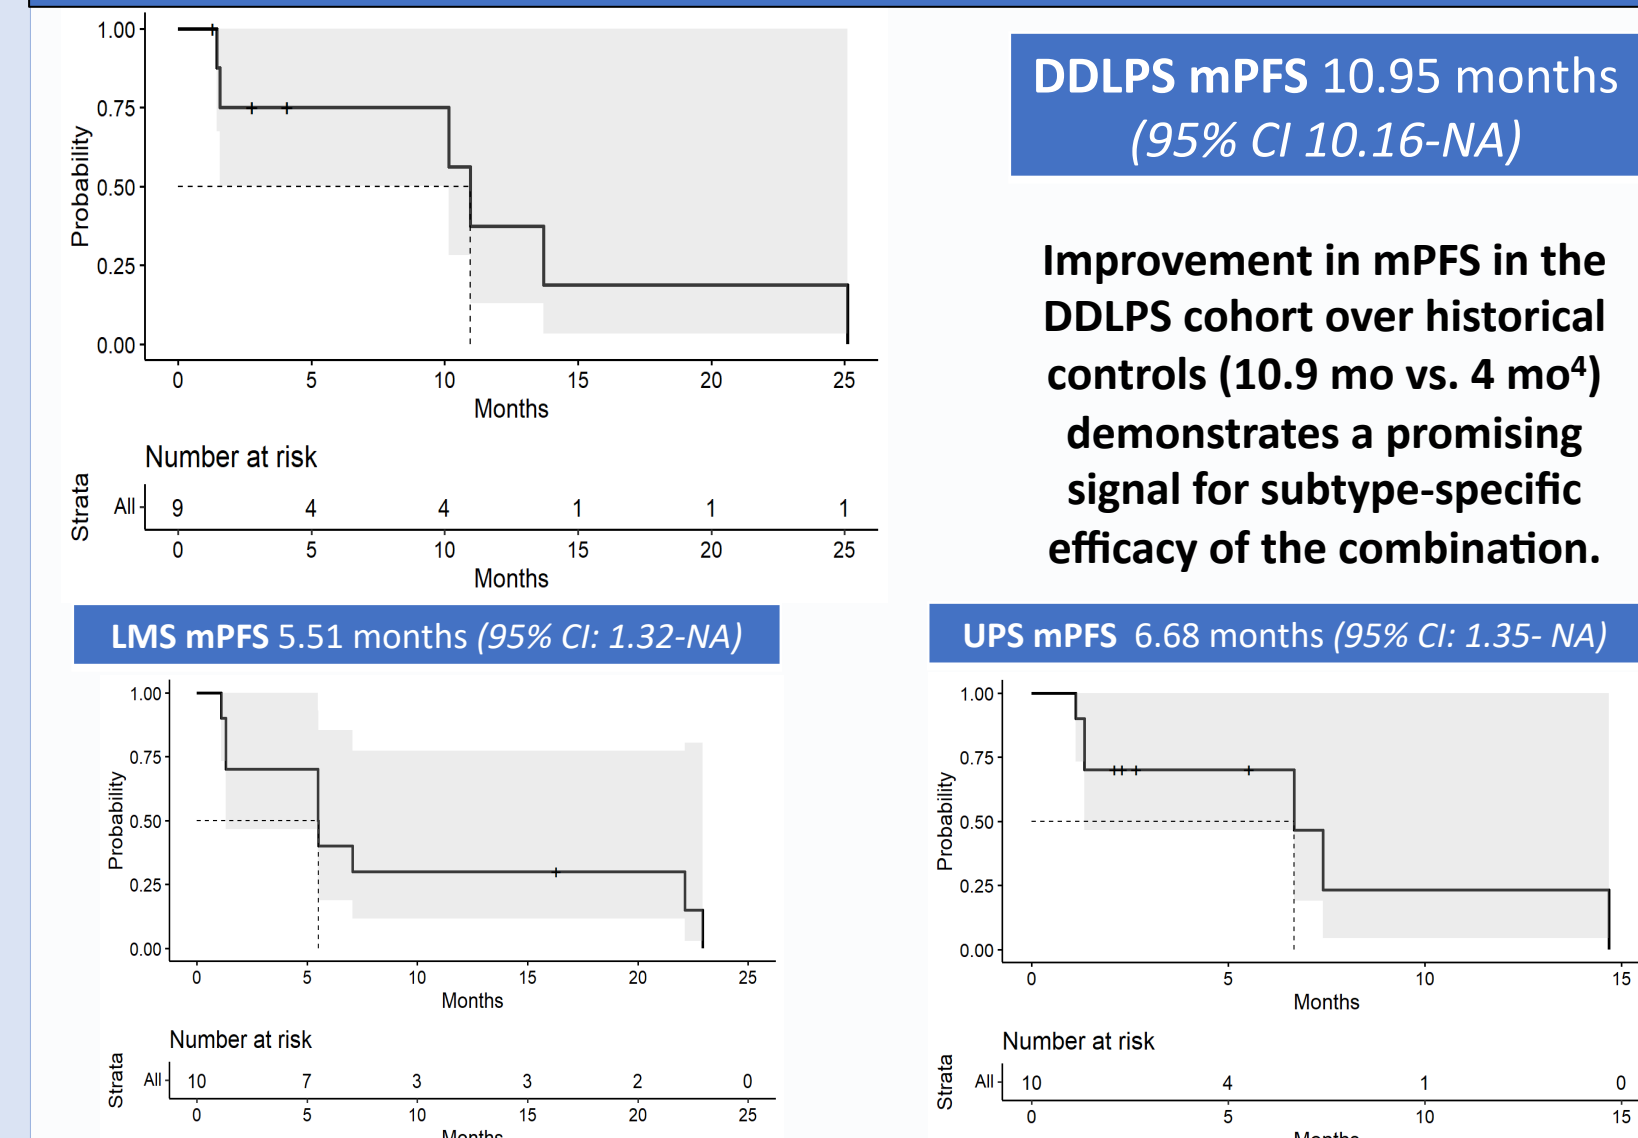 1.00
0.75
0.50
0.25
0.00
Probability
0 5 10 15 20 25
Months
Number at risk
Strata
All 9 4 4 1 1 1
0 5 10 15 20 25
Months
DDLPS mPFS 10.95 months
(95% CI 10.16-NA)
Improvement in mPFS in the
DDLPS cohort over historical
controls (10.9 mo vs. 4 mo⁴)
demonstrates a promising
signal for subtype-specific
efficacy of the combination.
LMS mPFS 5.51 months (95% CI: 1.32-NA)
1.00
0.75
0.50
0.25
0.00
Probability
0 5 10 15 20 25
Months
Number at risk
Strata
All 10 7 3 3 2 0
0 5 10 15 20 25
Months
UPS mPFS 6.68 months (95% CI: 1.35- NA)
1.00
0.75
0.50
0.25
0.00
Probability
0 5 10 15
Months
Number at risk
Strata
All 10 4 1 0
0 5 10 15
Months